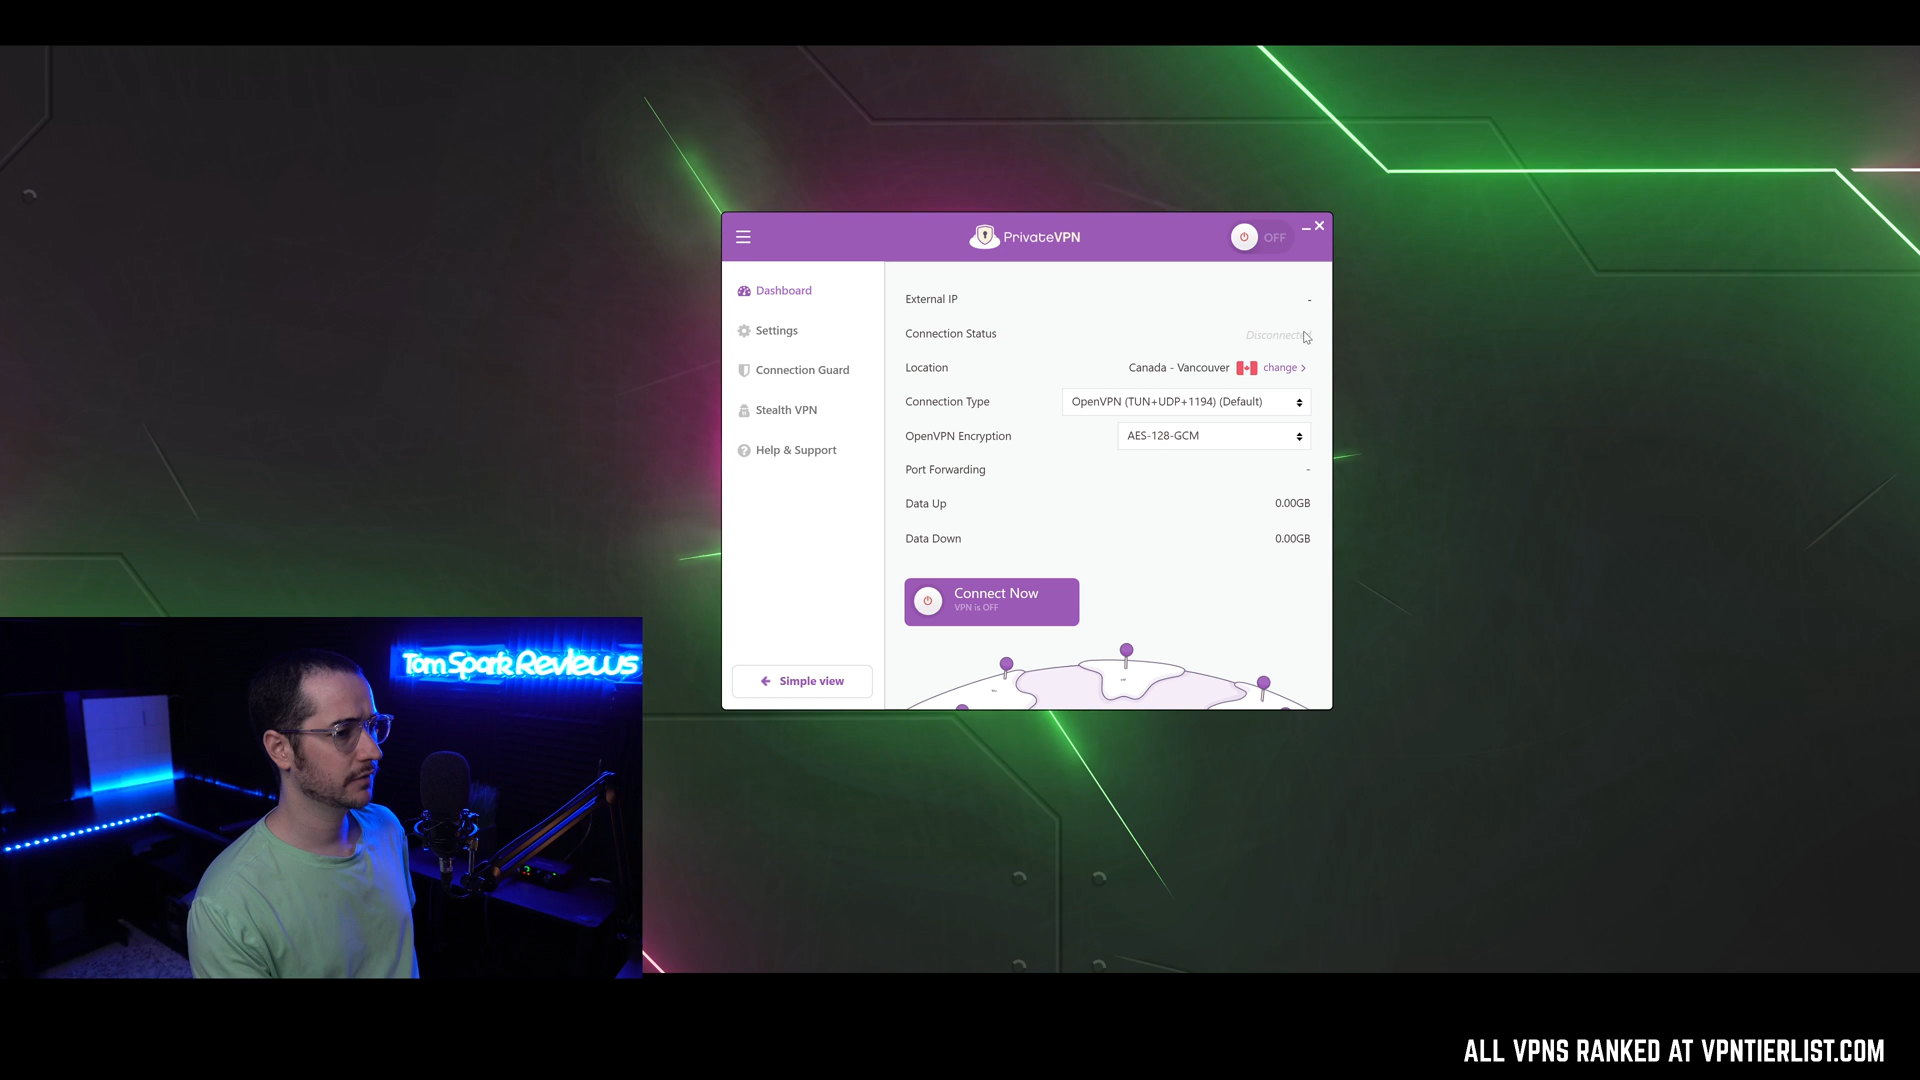 PrivateVPN
OFF
Dashboard
Settings
Connection Guard
Stealth VPN
Help & Support
Simple view
External IP -
Connection Status
Location Canada - Vancouver change
Connection Type OpenVPN (TUN+UDP+1194) (Default)
OpenVPN Encryption AES-128-GCM
Port Forwarding -
Data Up 0.00GB
Data Down 0.00GB
Connect Now
VPN is OFF
Tom Spark Reviews
ALL VPNS RANKED AT VPNTIERLIST.COM